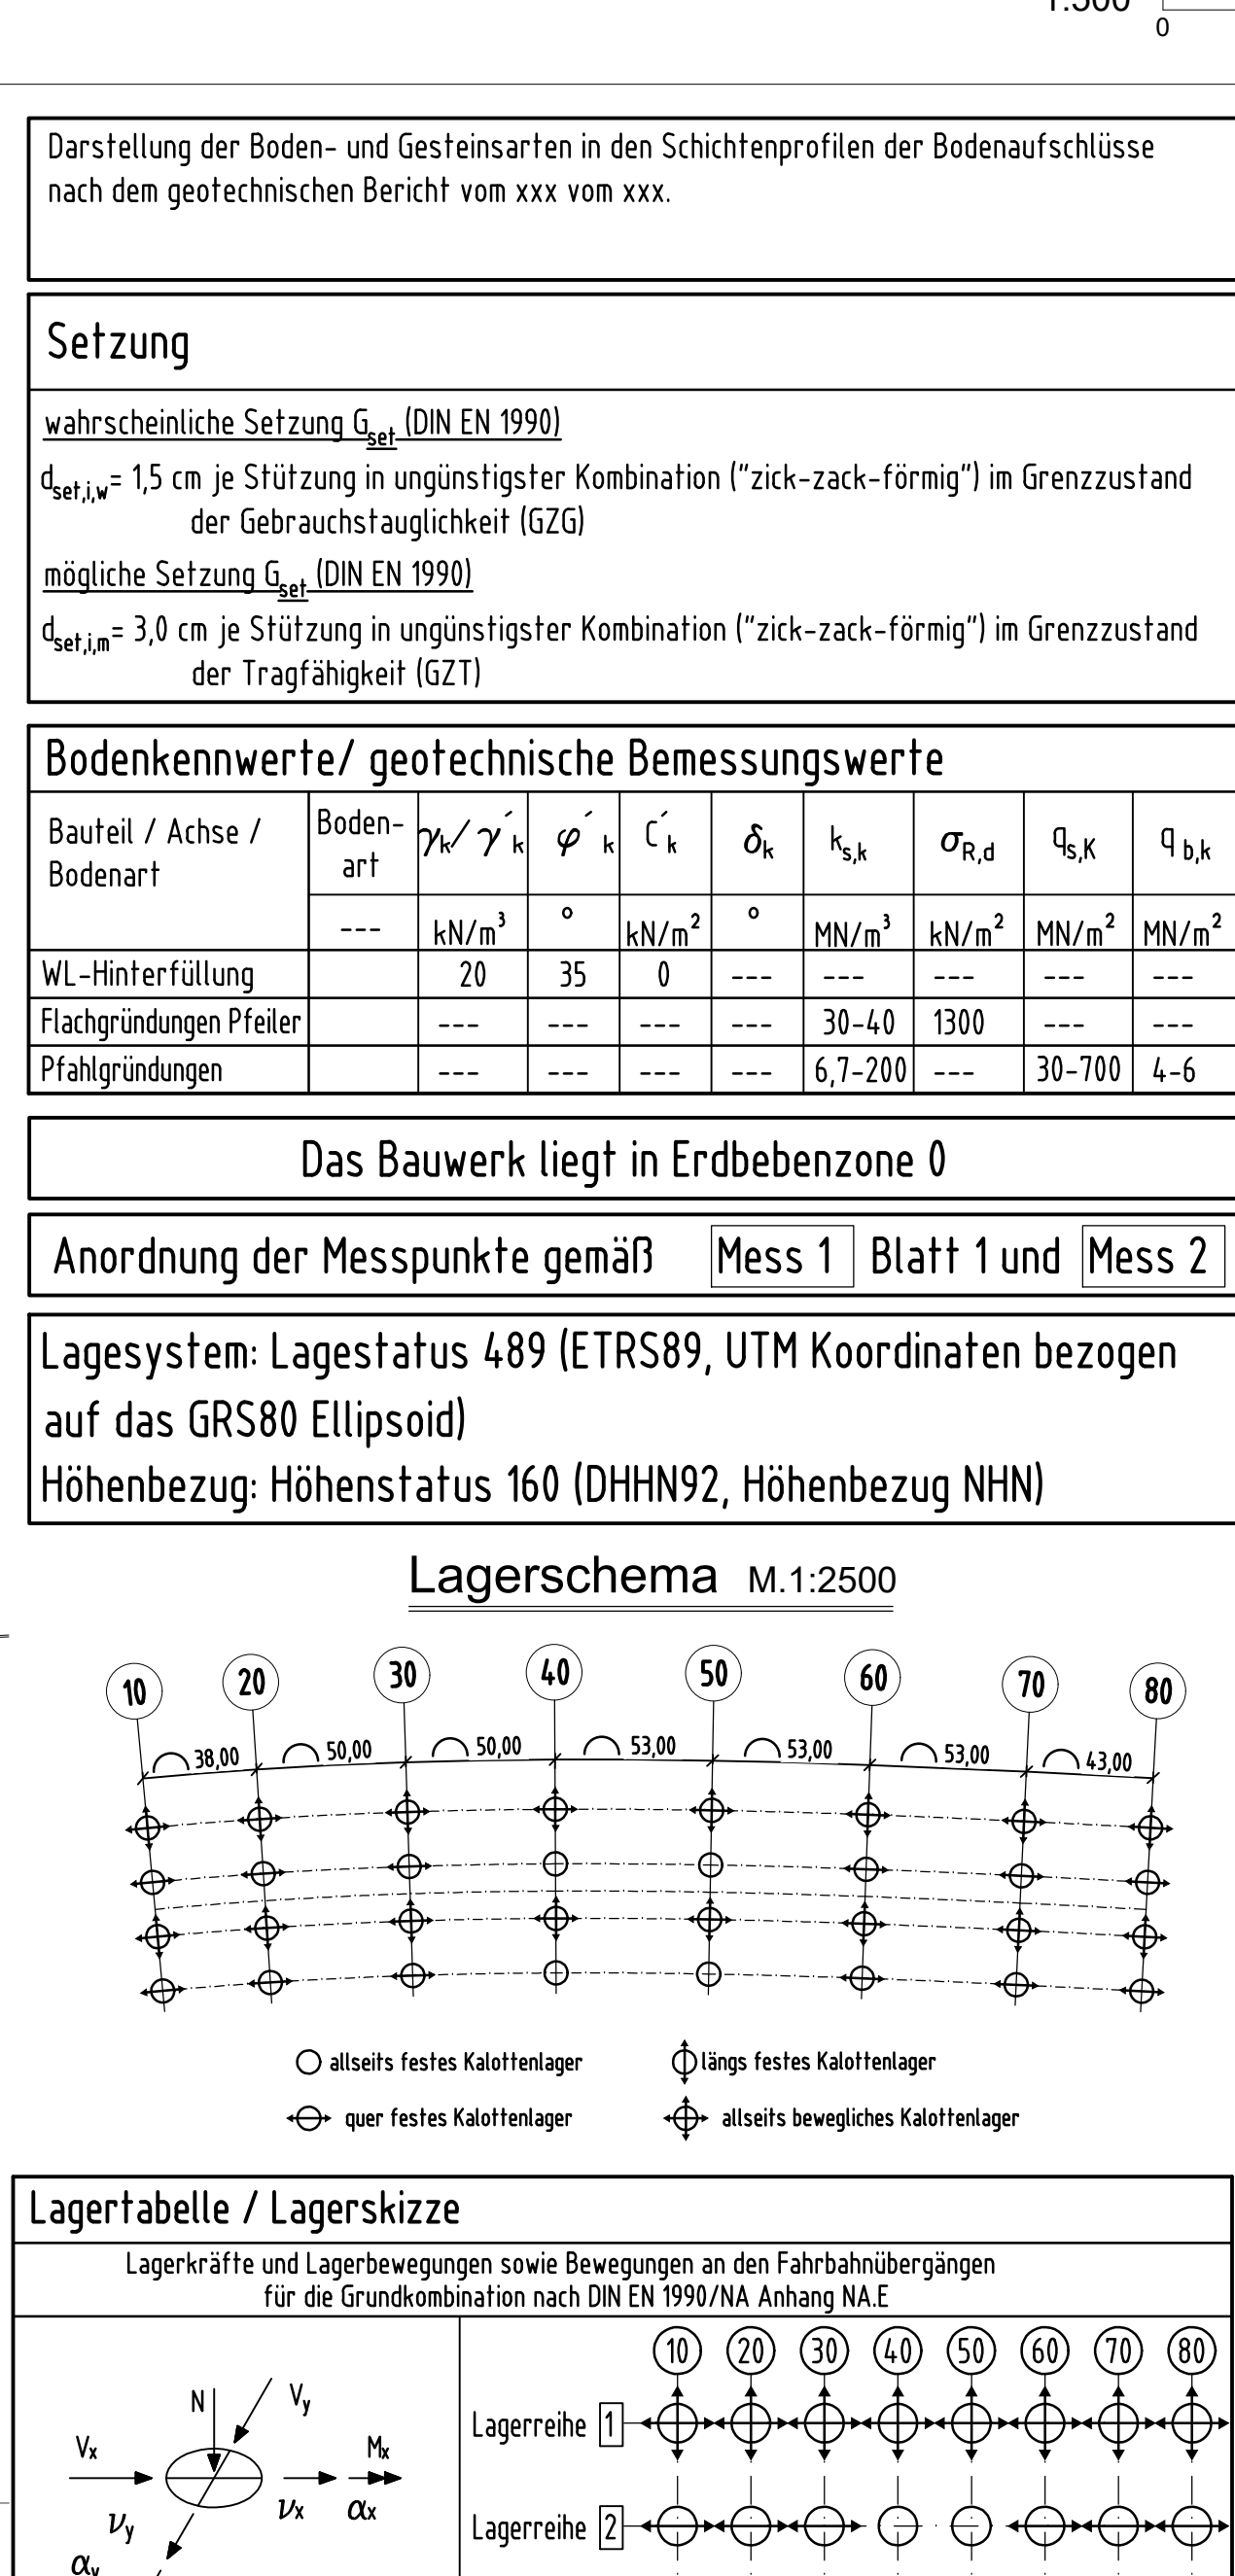 0
Darstellung der Boden- und Gesteinsarten in den Schichtenprofilen der Bodenaufschlüsse
nach dem geotechnischen Bericht vom xxx vom xxx.
Setzung
wahrscheinliche Setzung Gset (DIN EN 1990)
dset,i,w= 1,5 cm je Stützung in ungünstigster Kombination ("zick-zack-förmig") im Grenzzustand
der Gebrauchstauglichkeit (GZG)
mögliche Setzung Gset (DIN EN 1990)
dset,i,m= 3,0 cm je Stützung in ungünstigster Kombination ("zick-zack-förmig") im Grenzzustand
der Tragfähigkeit (GZT)
Bodenkennwerte/ geotechnische Bemessungswerte
Bauteil / Achse / Bodenart Boden-art γk/γ´k φ´k C´k δk ks,k σR,d qs,K qb,k
--- kN/m³ ° kN/m² ° MN/m³ kN/m² MN/m² MN/m²
WL-Hinterfüllung 20 35 0 --- --- --- --- ---
Flachgründungen Pfeiler --- --- --- --- 30-40 1300 --- ---
Pfahlgründungen --- --- --- --- 6,7-200 --- 30-700 4-6
Das Bauwerk liegt in Erdbebenzone 0
Anordnung der Messpunkte gemäß Mess 1 Blatt 1 und Mess 2
Lagesystem: Lagestatus 489 (ETRS89, UTM Koordinaten bezogen
auf das GRS80 Ellipsoid)
Höhenbezug: Höhenstatus 160 (DHHN92, Höhenbezug NHN)
Lagerschema M.1:2500
10 20 30 40 50 60 70 80
38,00 50,00 50,00 53,00 53,00 53,00 43,00
allseits festes Kalottenlager längs festes Kalottenlager
quer festes Kalottenlager allseits bewegliches Kalottenlager
Lagertabelle / Lagerskizze
Lagerkräfte und Lagerbewegungen sowie Bewegungen an den Fahrbahnübergängen
für die Grundkombination nach DIN EN 1990/NA Anhang NA.E
10 20 30 40 50 60 70 80
N Vy
Lagerreihe 1
Vx Mx
νx αx
νy
Lagerreihe 2
αy